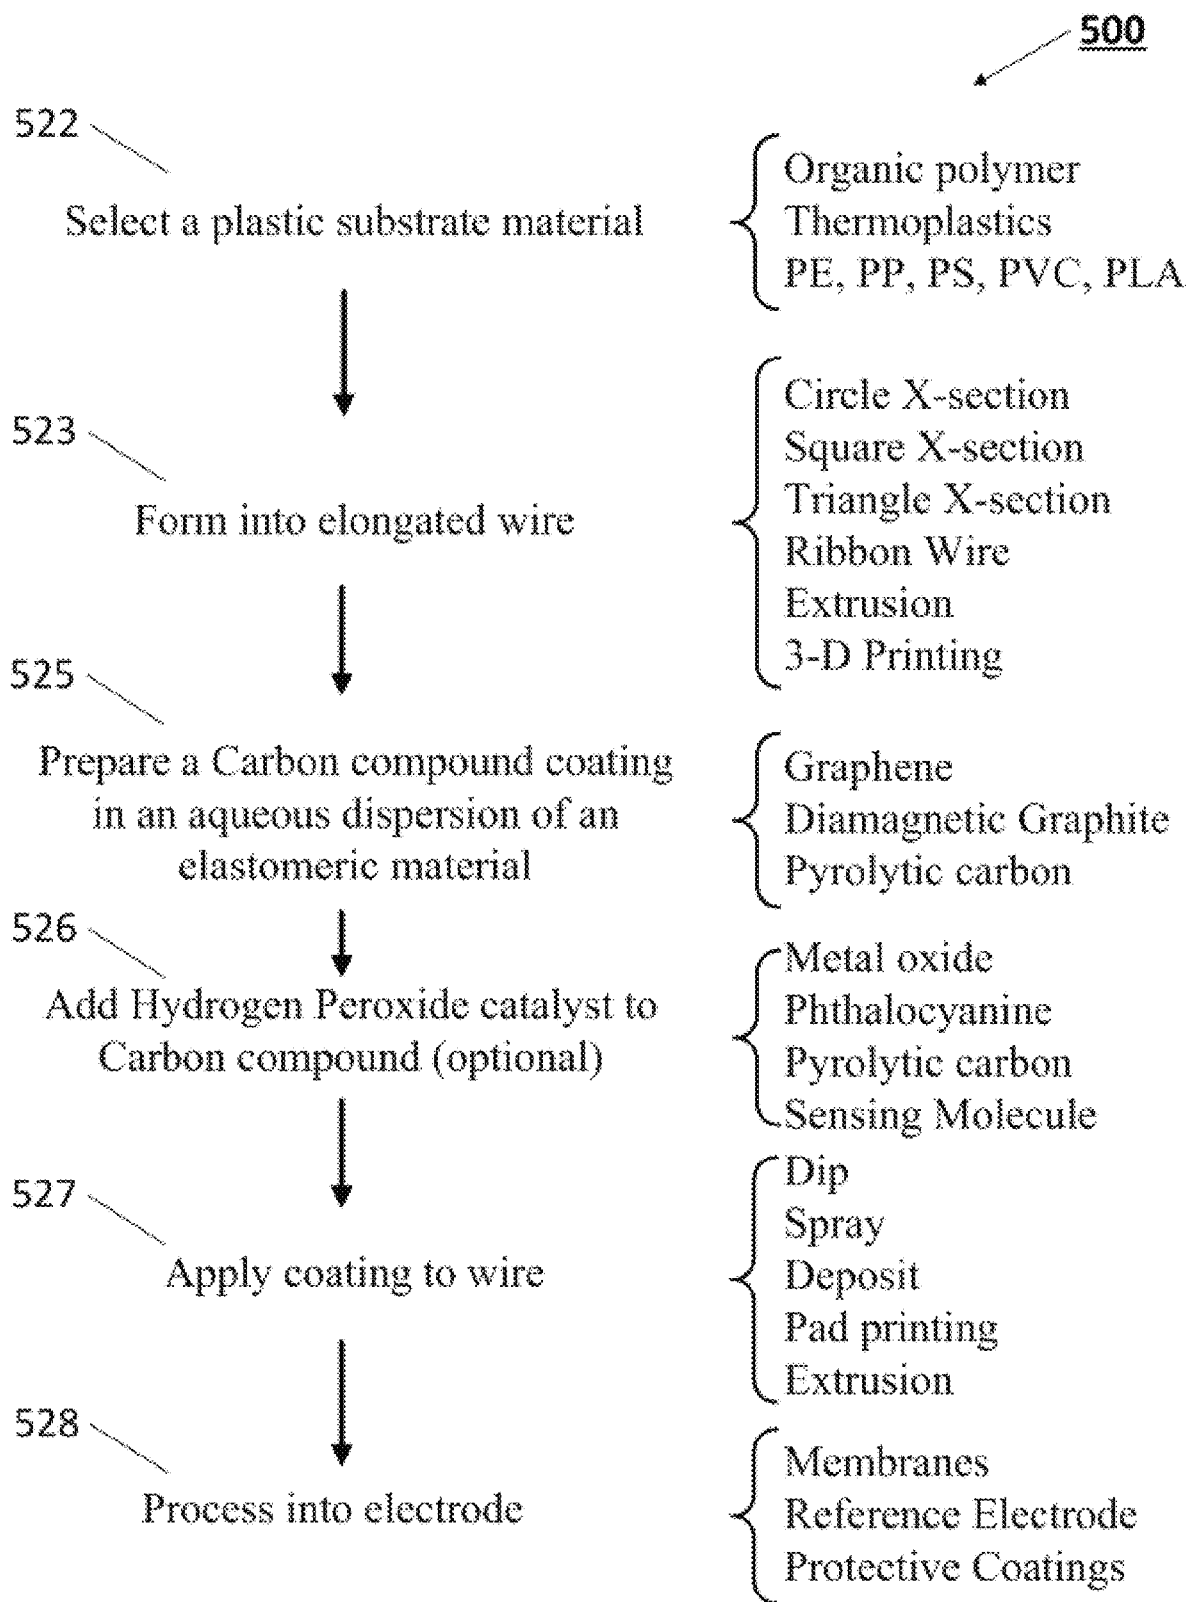 500
522
Select a plastic substrate material
Organic polymer
Thermoplastics
PE, PP, PS, PVC, PLA
523
Form into elongated wire
Circle X-section
Square X-section
Triangle X-section
Ribbon Wire
Extrusion
3-D Printing
525
Prepare a Carbon compound coating
in an aqueous dispersion of an
elastomeric material
Graphene
Diamagnetic Graphite
Pyrolytic carbon
526
Add Hydrogen Peroxide catalyst to
Carbon compound (optional)
Metal oxide
Phthalocyanine
Pyrolytic carbon
Sensing Molecule
527
Apply coating to wire
Dip
Spray
Deposit
Pad printing
Extrusion
528
Process into electrode
Membranes
Reference Electrode
Protective Coatings